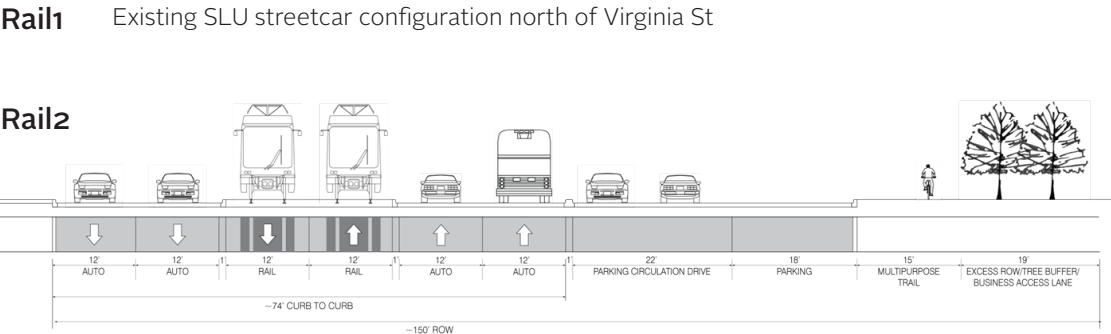 Rail1 Existing SLU streetcar configuration north of Virginia St
Rail2
12' 12' 1' 12' 12' 1' 12' 12' 1' 22' 18' 15' 19'
AUTO AUTO RAIL RAIL AUTO AUTO PARKING CIRCULATION DRIVE PARKING MULTIPURPOSE EXCESS ROW/TREE BUFFER/
TRAIL BUSINESS ACCESS LANE
~74' CURB TO CURB
~150' ROW